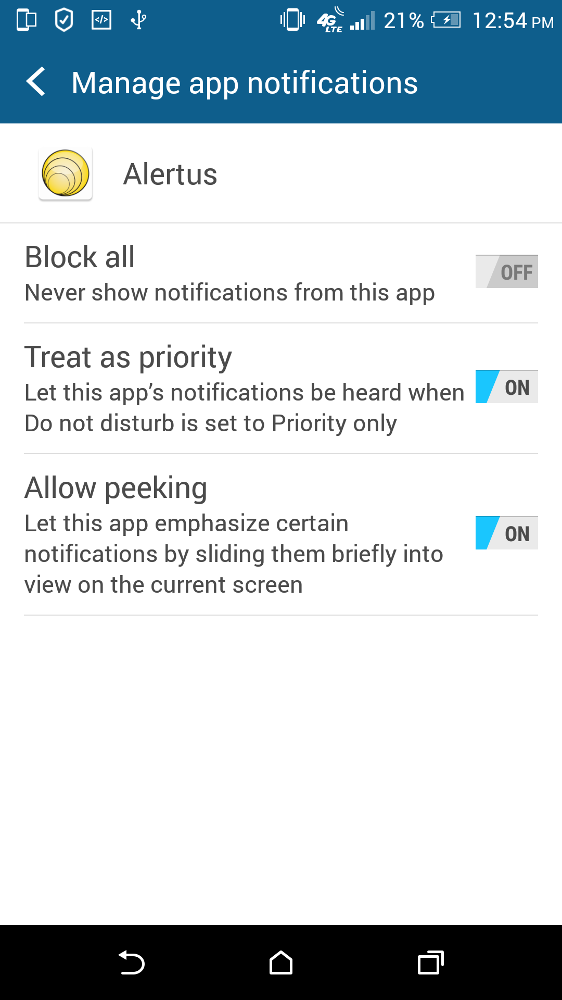 </> 4G LTE 21% 12:54 PM
Manage app notifications
Alertus
Block all
OFF
Never show notifications from this app
Treat as priority
Let this app’s notifications be heard when
ON
Do not disturb is set to Priority only
Allow peeking
Let this app emphasize certain
ON
notifications by sliding them briefly into
view on the current screen